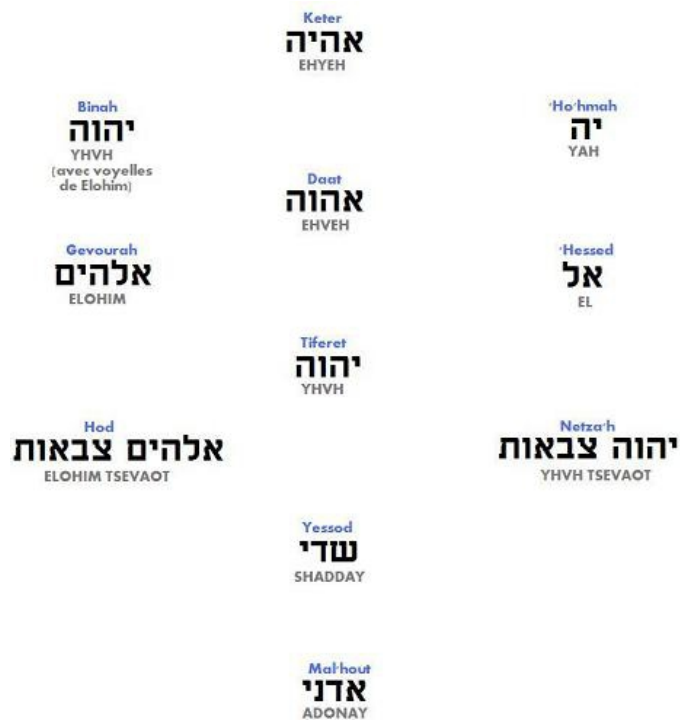 Keter
אהיה
EHYEH
Binah
יהוה
YHVH
(avec voyelles
de Elohim)
'Ho'hmah
יה
YAH
Daat
אהוה
EHVEH
Gevourah
אלהים
ELOHIM
'Hessed
אל
EL
Tiferet
יהוה
YHVH
Hod
אלהים צבאות
ELOHIM TSEVAOT
Netza'h
יהוה צבאות
YHVH TSEVAOT
Yessod
שדי
SHADDAY
Mal'hout
אדני
ADONAY